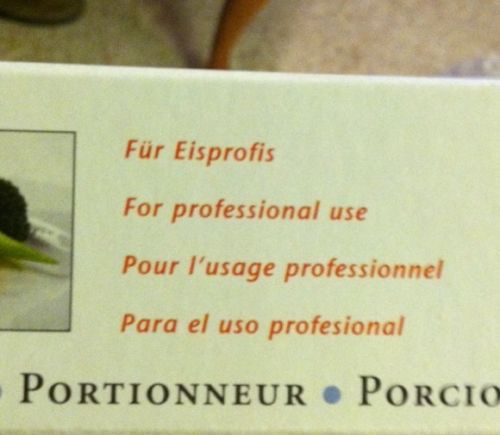 Für Eisprofis
For professional use
Pour l'usage professionnel
Para el uso profesional
• PORTIONNEUR • PORCIO